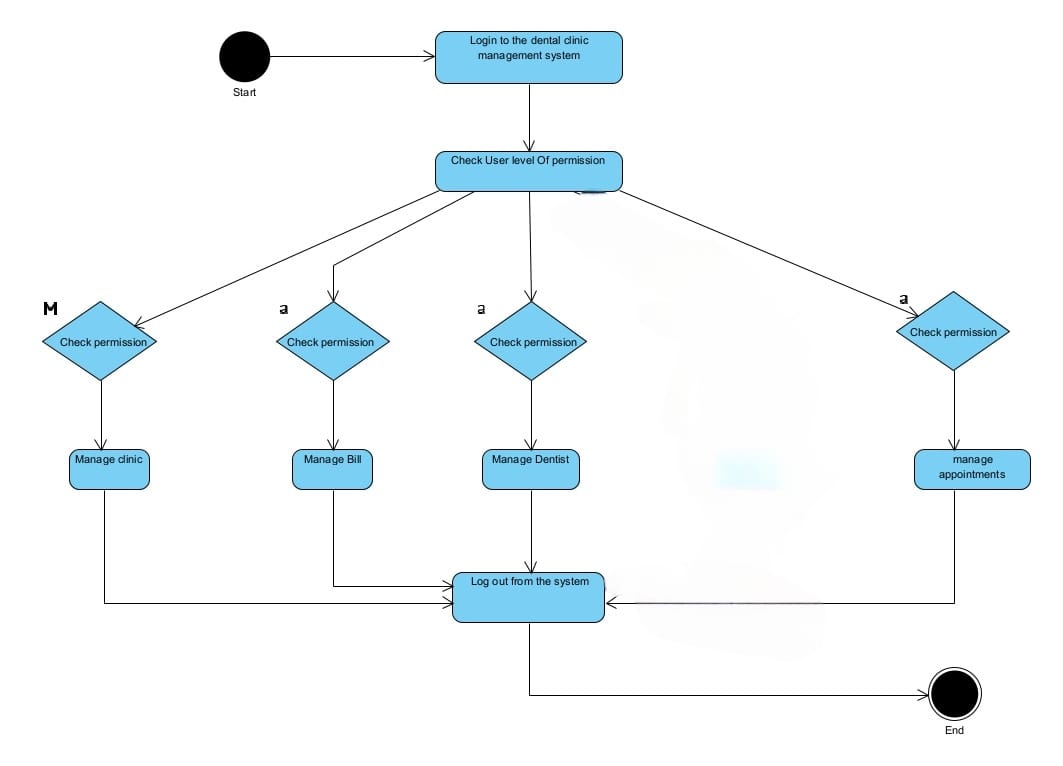 Login to the dental clinic
management system
Start
Check User level Of permission
M
a
a
a
Check permission
Check permission
Check permission
Check permission
Manage clinic
Manage Bill
Manage Dentist
manage
appointments
Log out from the system
End